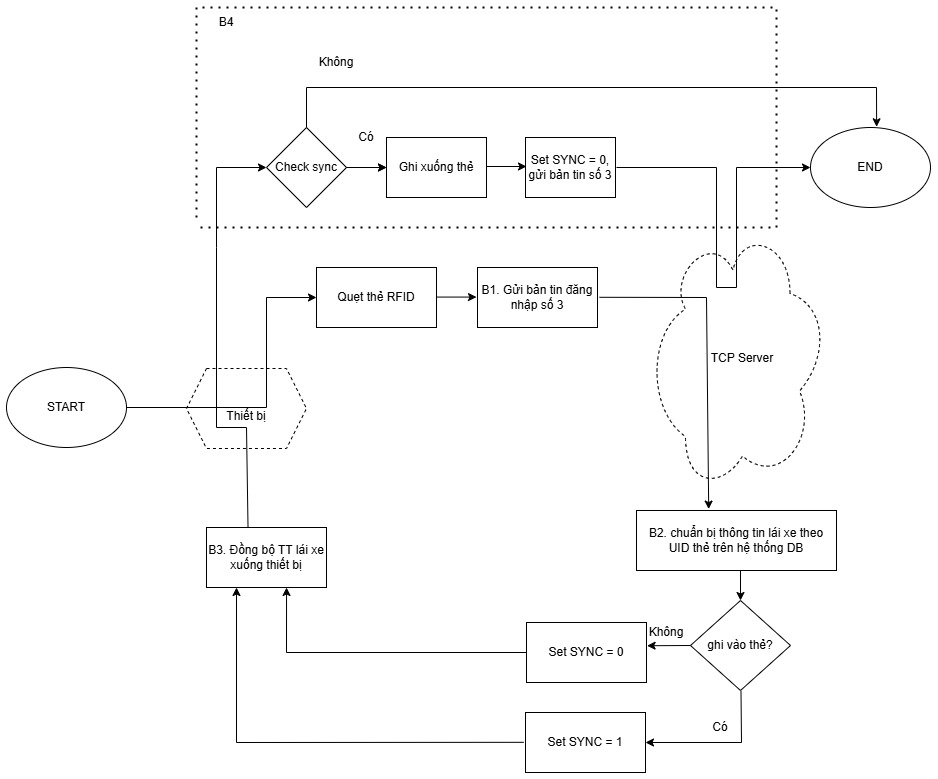 B4
Không
Check sync
Có
Ghi xuống thẻ
Set SYNC = 0,
gửi bản tin số 3
END
Quẹt thẻ RFID
B1. Gửi bản tin đăng
nhập số 3
TCP Server
START
Thiết bị
B2. chuẩn bị thông tin lái xe theo
UID thẻ trên hệ thống DB
B3. Đồng bộ TT lái xe
xuống thiết bị
Không
ghi vào thẻ?
Set SYNC = 0
Có
Set SYNC = 1